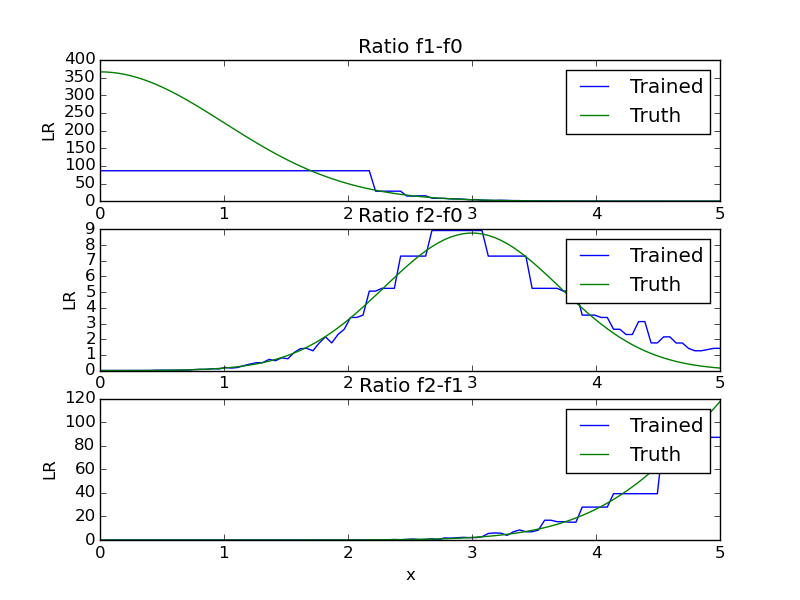 Ratio f1-f0
400
350
300
250
200
150
100
50
0
LR
Trained
Truth
0 1 2 3 4 5
Ratio f2-f0
9
8
7
6
5
4
3
2
1
0
LR
Trained
Truth
0 1 2 3 4 5
Ratio f2-f1
120
100
80
60
40
20
0
LR
Trained
Truth
0 1 2 3 4 5
x